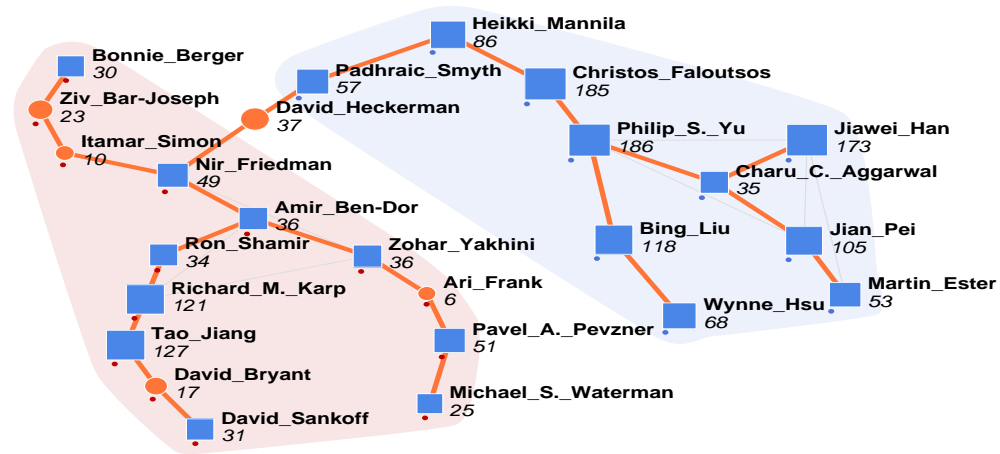 Heikki_Mannila
86
Bonnie_Berger
30
Padhraic_Smyth
57
Christos_Faloutsos
185
Ziv_Bar-Joseph
23
David_Heckerman
37
Itamar_Simon
10
Philip_S._Yu
186
Jiawei_Han
173
Nir_Friedman
49
Charu_C._Aggarwal
35
Amir_Ben-Dor
36
Bing_Liu
118
Jian_Pei
105
Ron_Shamir
34
Zohar_Yakhini
36
Richard_M._Karp
121
Ari_Frank
6
Martin_Ester
53
Wynne_Hsu
68
Tao_Jiang
127
Pavel_A._Pevzner
51
David_Bryant
17
Michael_S._Waterman
25
David_Sankoff
31